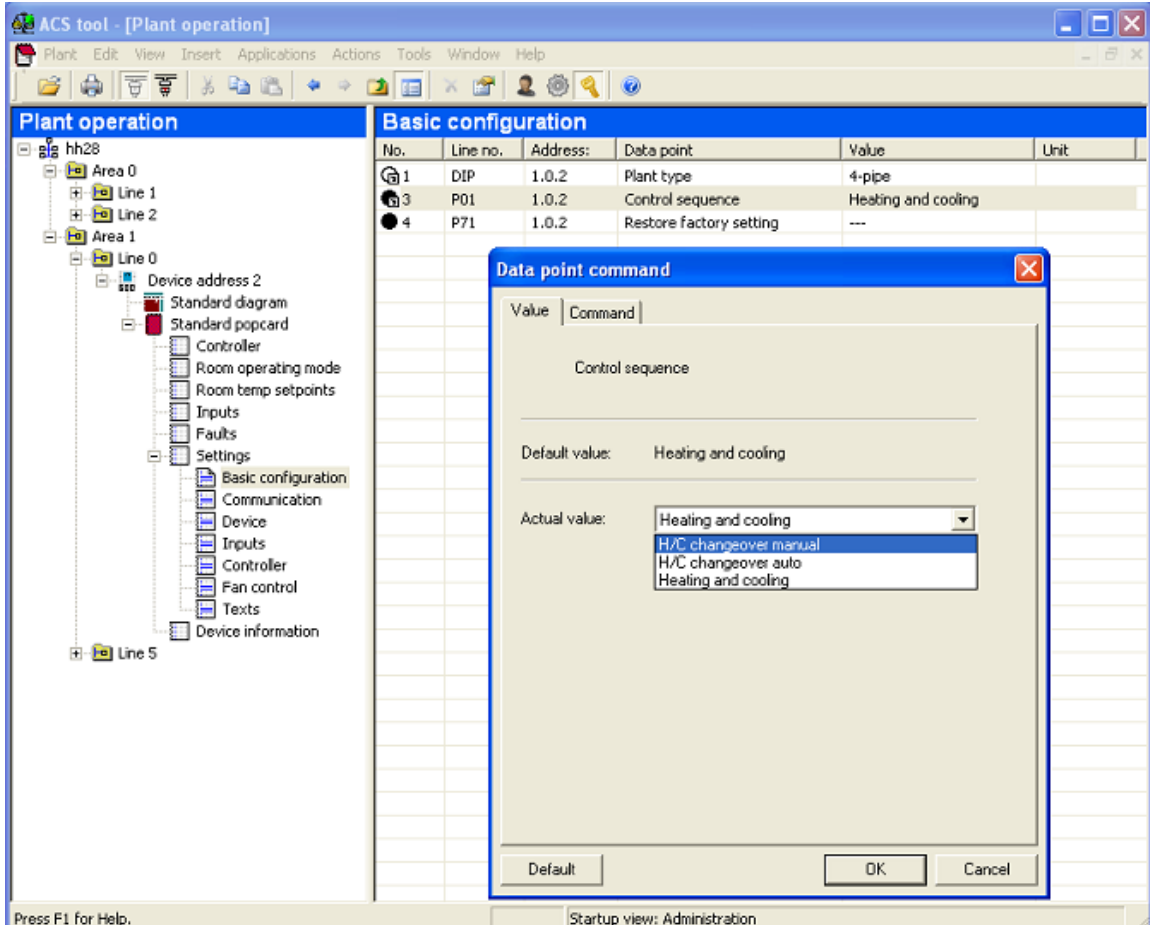 ACS tool - [Plant operation]
Plant Edit View Insert Applications Actions Tools Window Help
Plant operation
hh28
Area 0
Line 1
Line 2
Area 1
Line 0
Device address 2
Standard diagram
Standard popcard
Controller
Room operating mode
Room temp setpoints
Inputs
Faults
Settings
Basic configuration
Communication
Device
Inputs
Controller
Fan control
Texts
Device information
Line 5
Basic configuration
No. Line no. Address: Data point Value Unit
1 DIP 1.0.2 Plant type 4-pipe
3 P01 1.0.2 Control sequence Heating and cooling
4 P71 1.0.2 Restore factory setting ---
Data point command
Value Command
Control sequence
Default value: Heating and cooling
Actual value: Heating and cooling
H/C changeover manual
H/C changeover auto
Heating and cooling
Default OK Cancel
Press F1 for Help. Startup view: Administration